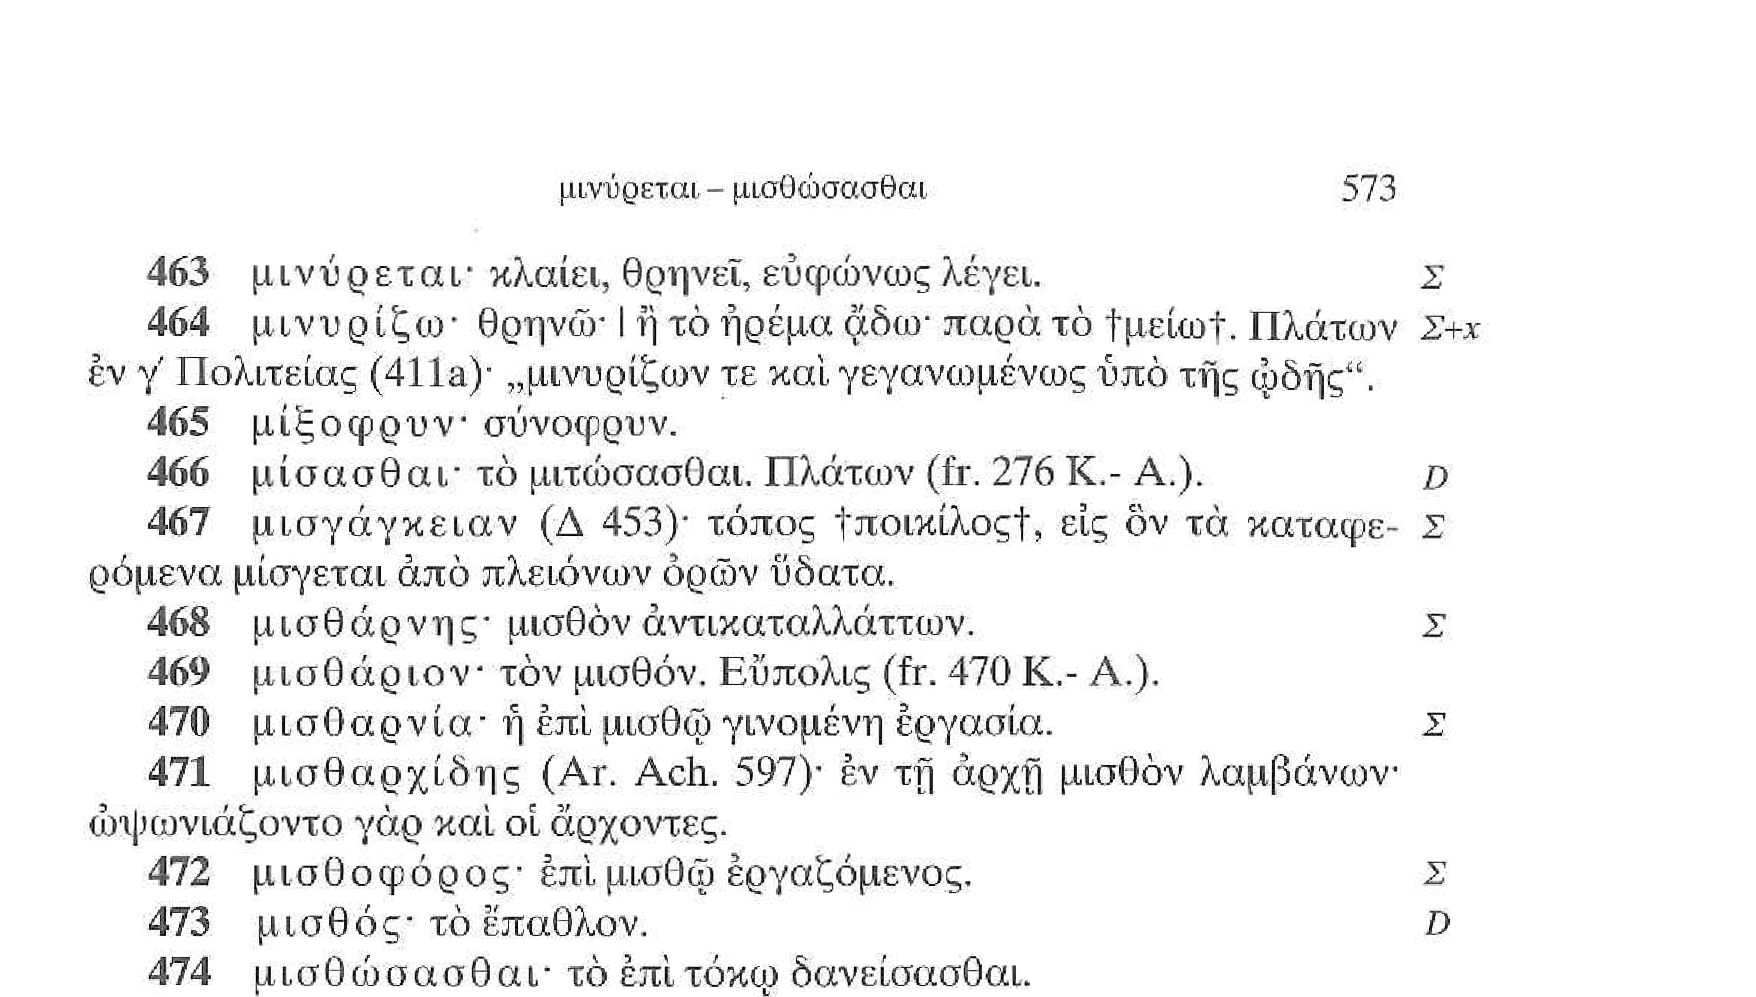 μινύρεται – μισθώσασθαι 573
463 μινύρεται· κλαίει, θρηνεῖ, εὐφώνως λέγει. Σ
464 μινυρίζω· θρηνῶ· | ἢ τὸ ἠρέμα ᾄδω· παρὰ τὸ †μείω†. Πλάτων Σ+x
ἐν γ′ Πολιτείας (411a)· „μινυρίζων τε καὶ γεγανωμένως ὑπὸ τῆς ᾠδῆς“.
465 μίξοφρυν· σύνοφρυν.
466 μίσασθαι· τὸ μιτώσασθαι. Πλάτων (fr. 276 K.- A.). D
467 μισγάγκειαν (Δ 453)· τόπος †ποικίλος†, εἰς ὃν τὰ καταφε- Σ
ρόμενα μίσγεται ἀπὸ πλειόνων ὀρῶν ὕδατα.
468 μισθάρνης· μισθὸν ἀντικαταλλάττων. Σ
469 μισθάριον· τὸν μισθόν. Εὔπολις (fr. 470 K.- A.).
470 μισθαρνία· ἡ ἐπὶ μισθῷ γινομένη ἐργασία. Σ
471 μισθαρχίδης (Ar. Ach. 597)· ἐν τῇ ἀρχῇ μισθὸν λαμβάνων·
ὠψωνιάζοντο γὰρ καὶ οἱ ἄρχοντες.
472 μισθοφόρος· ἐπὶ μισθῷ ἐργαζόμενος. Σ
473 μισθός· τὸ ἔπαθλον. D
474 μισθώσασθαι· τὸ ἐπὶ τόκῳ δανείσασθαι.